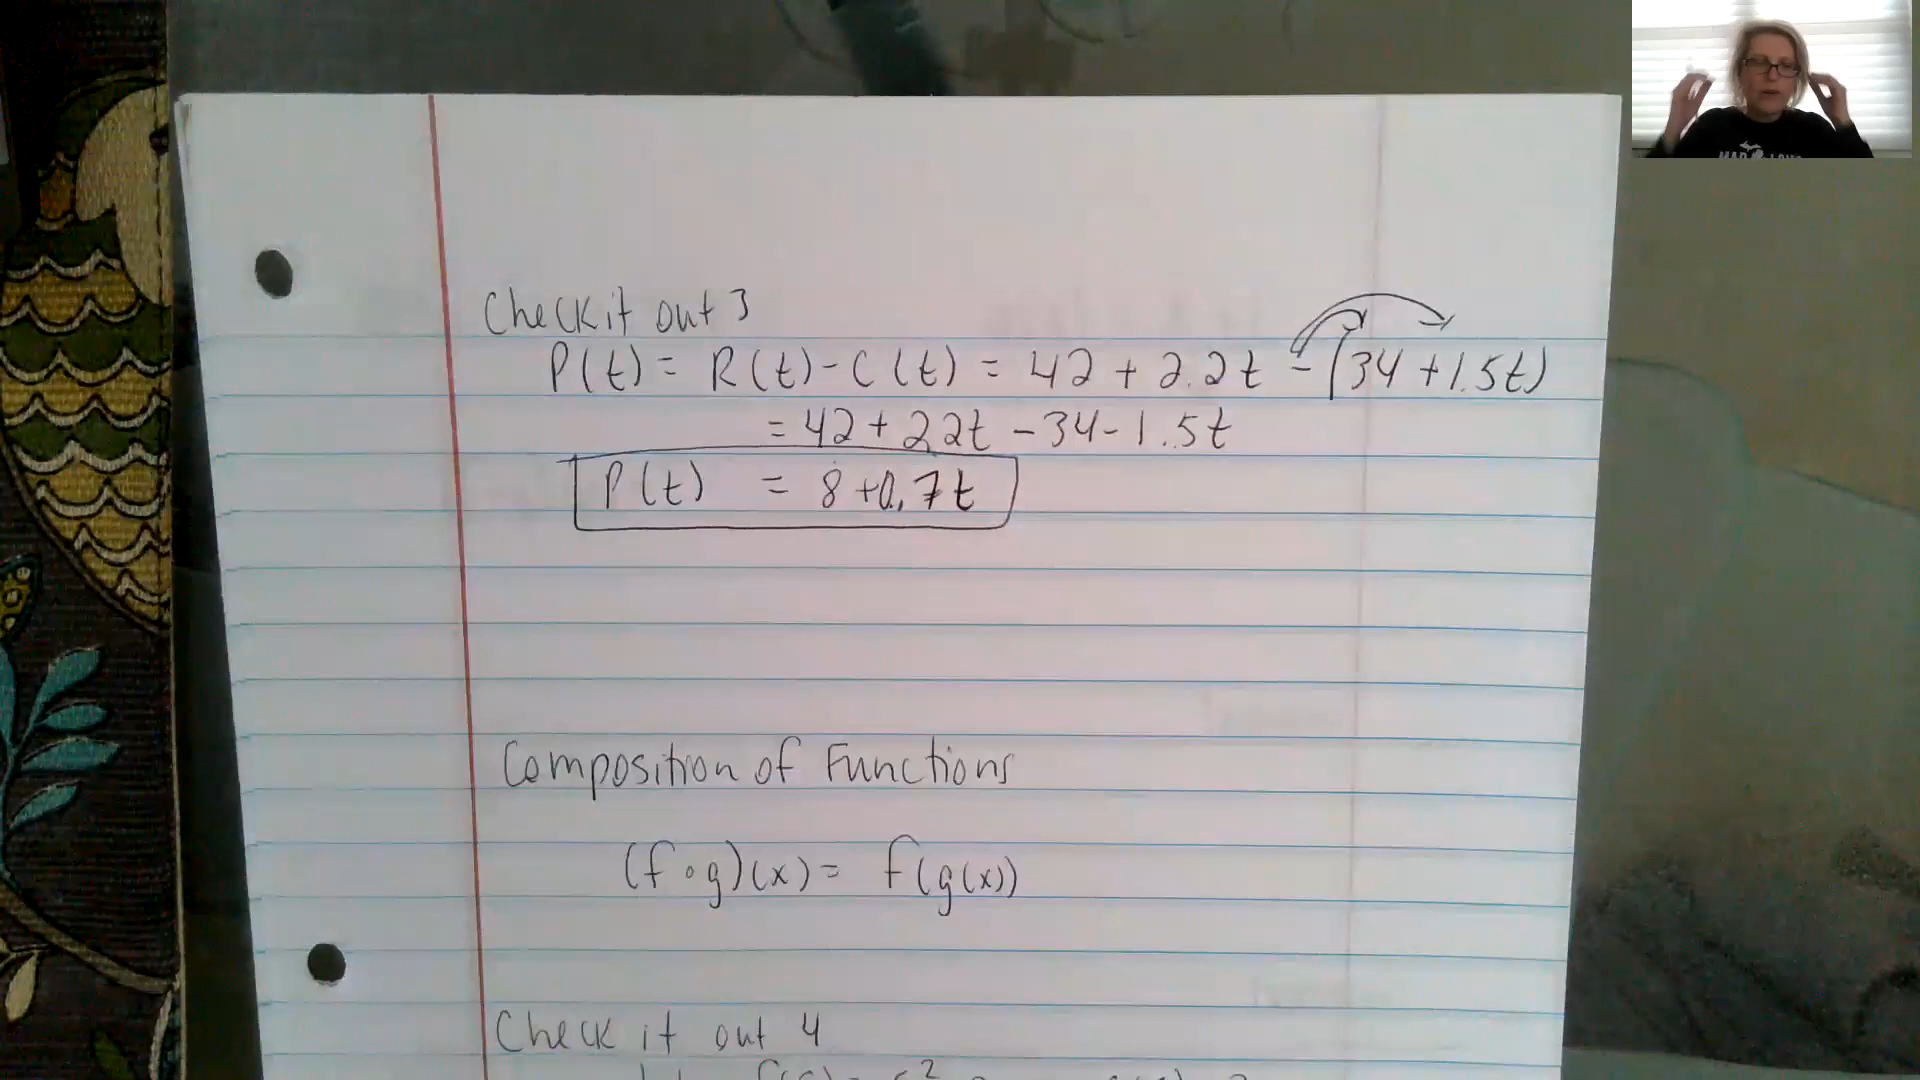 Check it out 3
P(t) = R(t) - C(t) = 42 + 2.2t - (34 + 1.5t)
= 42 + 2.2t - 34 - 1.5t
P(t) = 8 + 0.7t
Composition of Functions
(f∘g)(x) = f(g(x))
Check it out 4